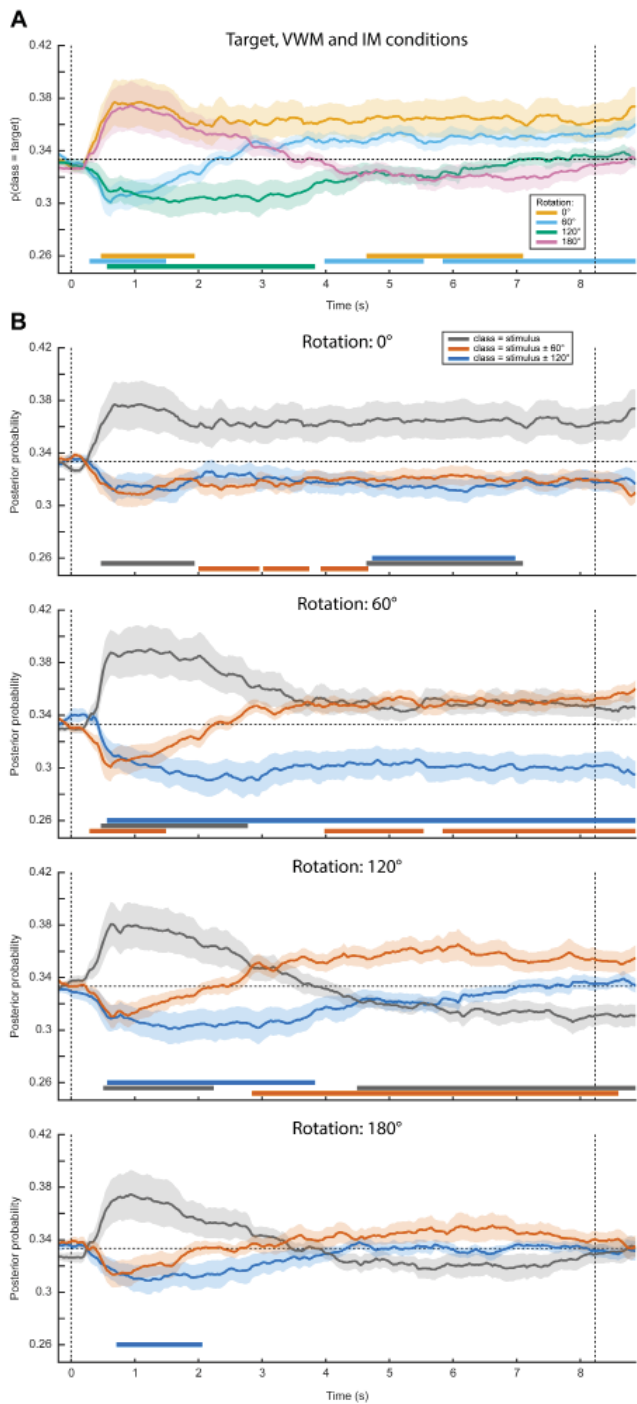 A
Target, VWM and IM conditions
0.42
0.38
0.34
0.3
0.26
p(class = target)
Rotation:
0°
60°
120°
180°
0 1 2 3 4 5 6 7 8
Time (s)
B
Rotation: 0°
class = stimulus
class = stimulus ± 60°
class = stimulus ± 120°
0.42
0.38
0.34
0.3
0.26
Posterior probability
Rotation: 60°
0.42
0.38
0.34
0.3
0.26
Posterior probability
Rotation: 120°
0.42
0.38
0.34
0.3
0.26
Posterior probability
Rotation: 180°
0.42
0.38
0.34
0.3
0.26
Posterior probability
0 1 2 3 4 5 6 7 8
Time (s)